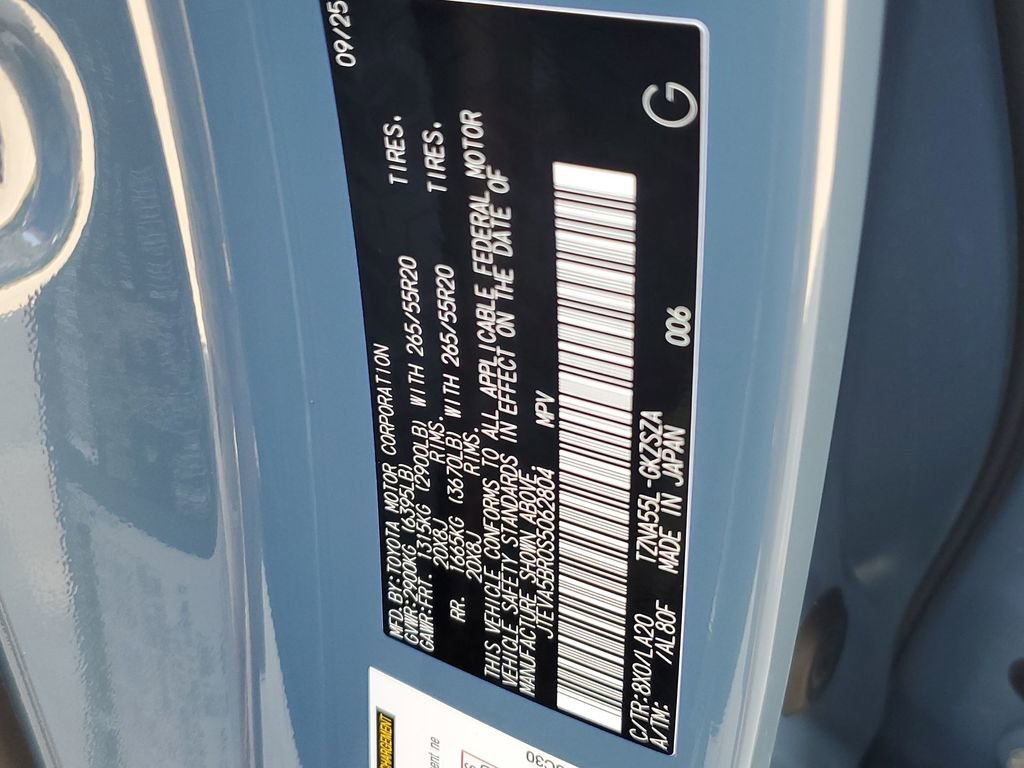 MFD. BY: TOYOTA MOTOR CORPORATION 09/25
GVWR: 2900KG (6395LB)
GAWR: FRT. 1315KG (2900LB) WITH 265/55R20 TIRES.
20X8J RIMS.
RR. 1665KG (3670LB) WITH 265/55R20 TIRES.
20X8J RIMS.
THIS VEHICLE CONFORMS TO ALL APPLICABLE FEDERAL MOTOR
VEHICLE SAFETY STANDARDS IN EFFECT ON THE DATE OF
MANUFACTURE SHOWN ABOVE.
JTEVA5BR0S5062804 MPV
C/TR:8X0/LA20 TZNM55L-GKZSZA 006
A/TM: /AL80F MADE IN JAPAN
G